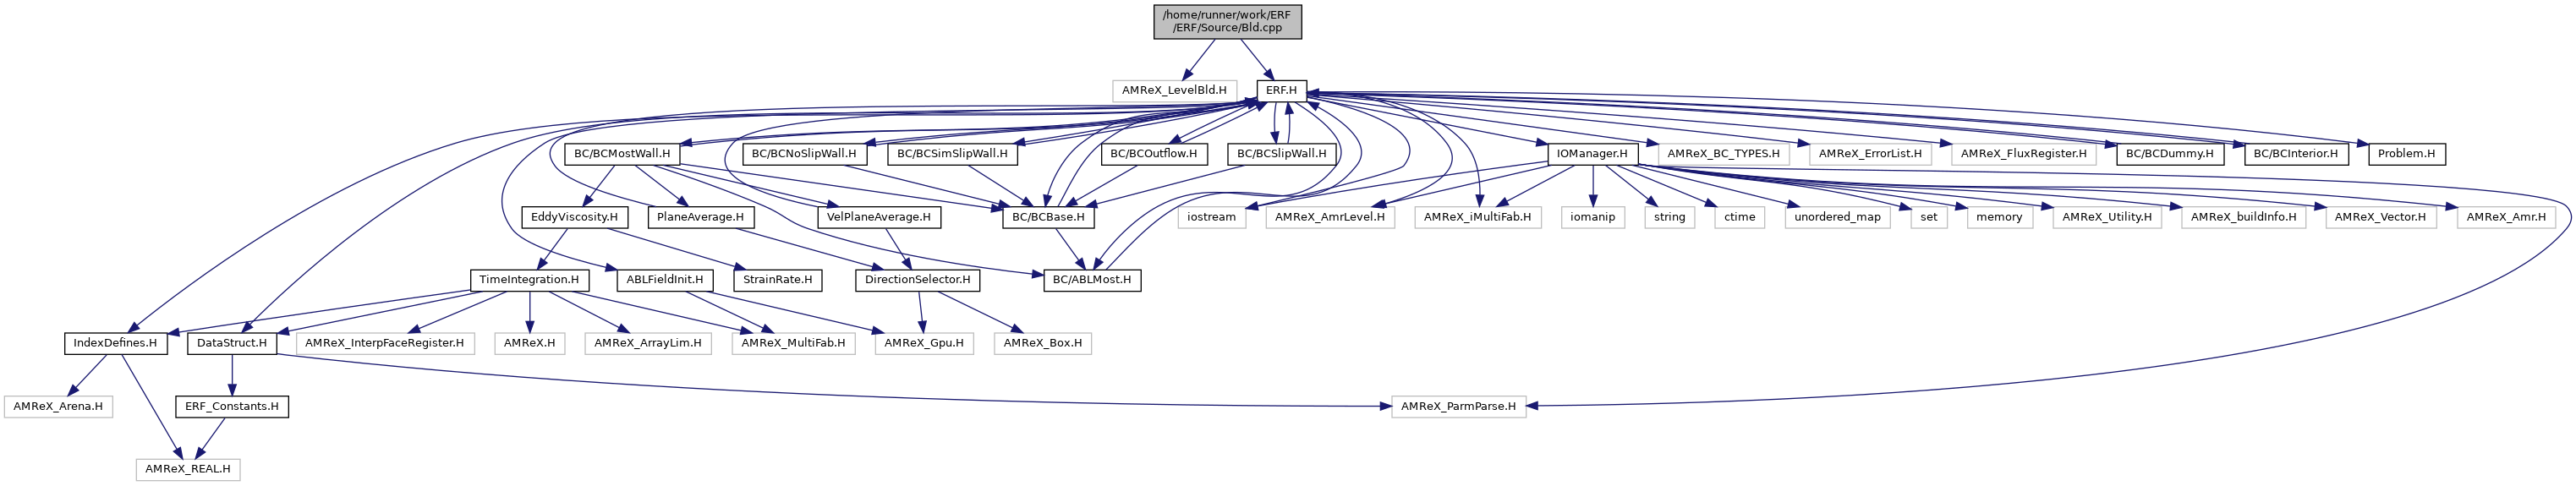 /home/runner/work/ERF
/ERF/Source/Bld.cpp
AMReX_LevelBld.H
ERF.H
BC/BCMostWall.H
BC/BCNoSlipWall.H
BC/BCSimSlipWall.H
BC/BCOutflow.H
BC/BCSlipWall.H
IOManager.H
AMReX_BC_TYPES.H
AMReX_ErrorList.H
AMReX_FluxRegister.H
BC/BCDummy.H
BC/BCInterior.H
Problem.H
EddyViscosity.H
PlaneAverage.H
VelPlaneAverage.H
BC/BCBase.H
iostream
AMReX_AmrLevel.H
AMReX_iMultiFab.H
iomanip
string
ctime
unordered_map
set
memory
AMReX_Utility.H
AMReX_buildInfo.H
AMReX_Vector.H
AMReX_Amr.H
TimeIntegration.H
ABLFieldInit.H
StrainRate.H
DirectionSelector.H
BC/ABLMost.H
IndexDefines.H
DataStruct.H
AMReX_InterpFaceRegister.H
AMReX.H
AMReX_ArrayLim.H
AMReX_MultiFab.H
AMReX_Gpu.H
AMReX_Box.H
AMReX_Arena.H
ERF_Constants.H
AMReX_ParmParse.H
AMReX_REAL.H